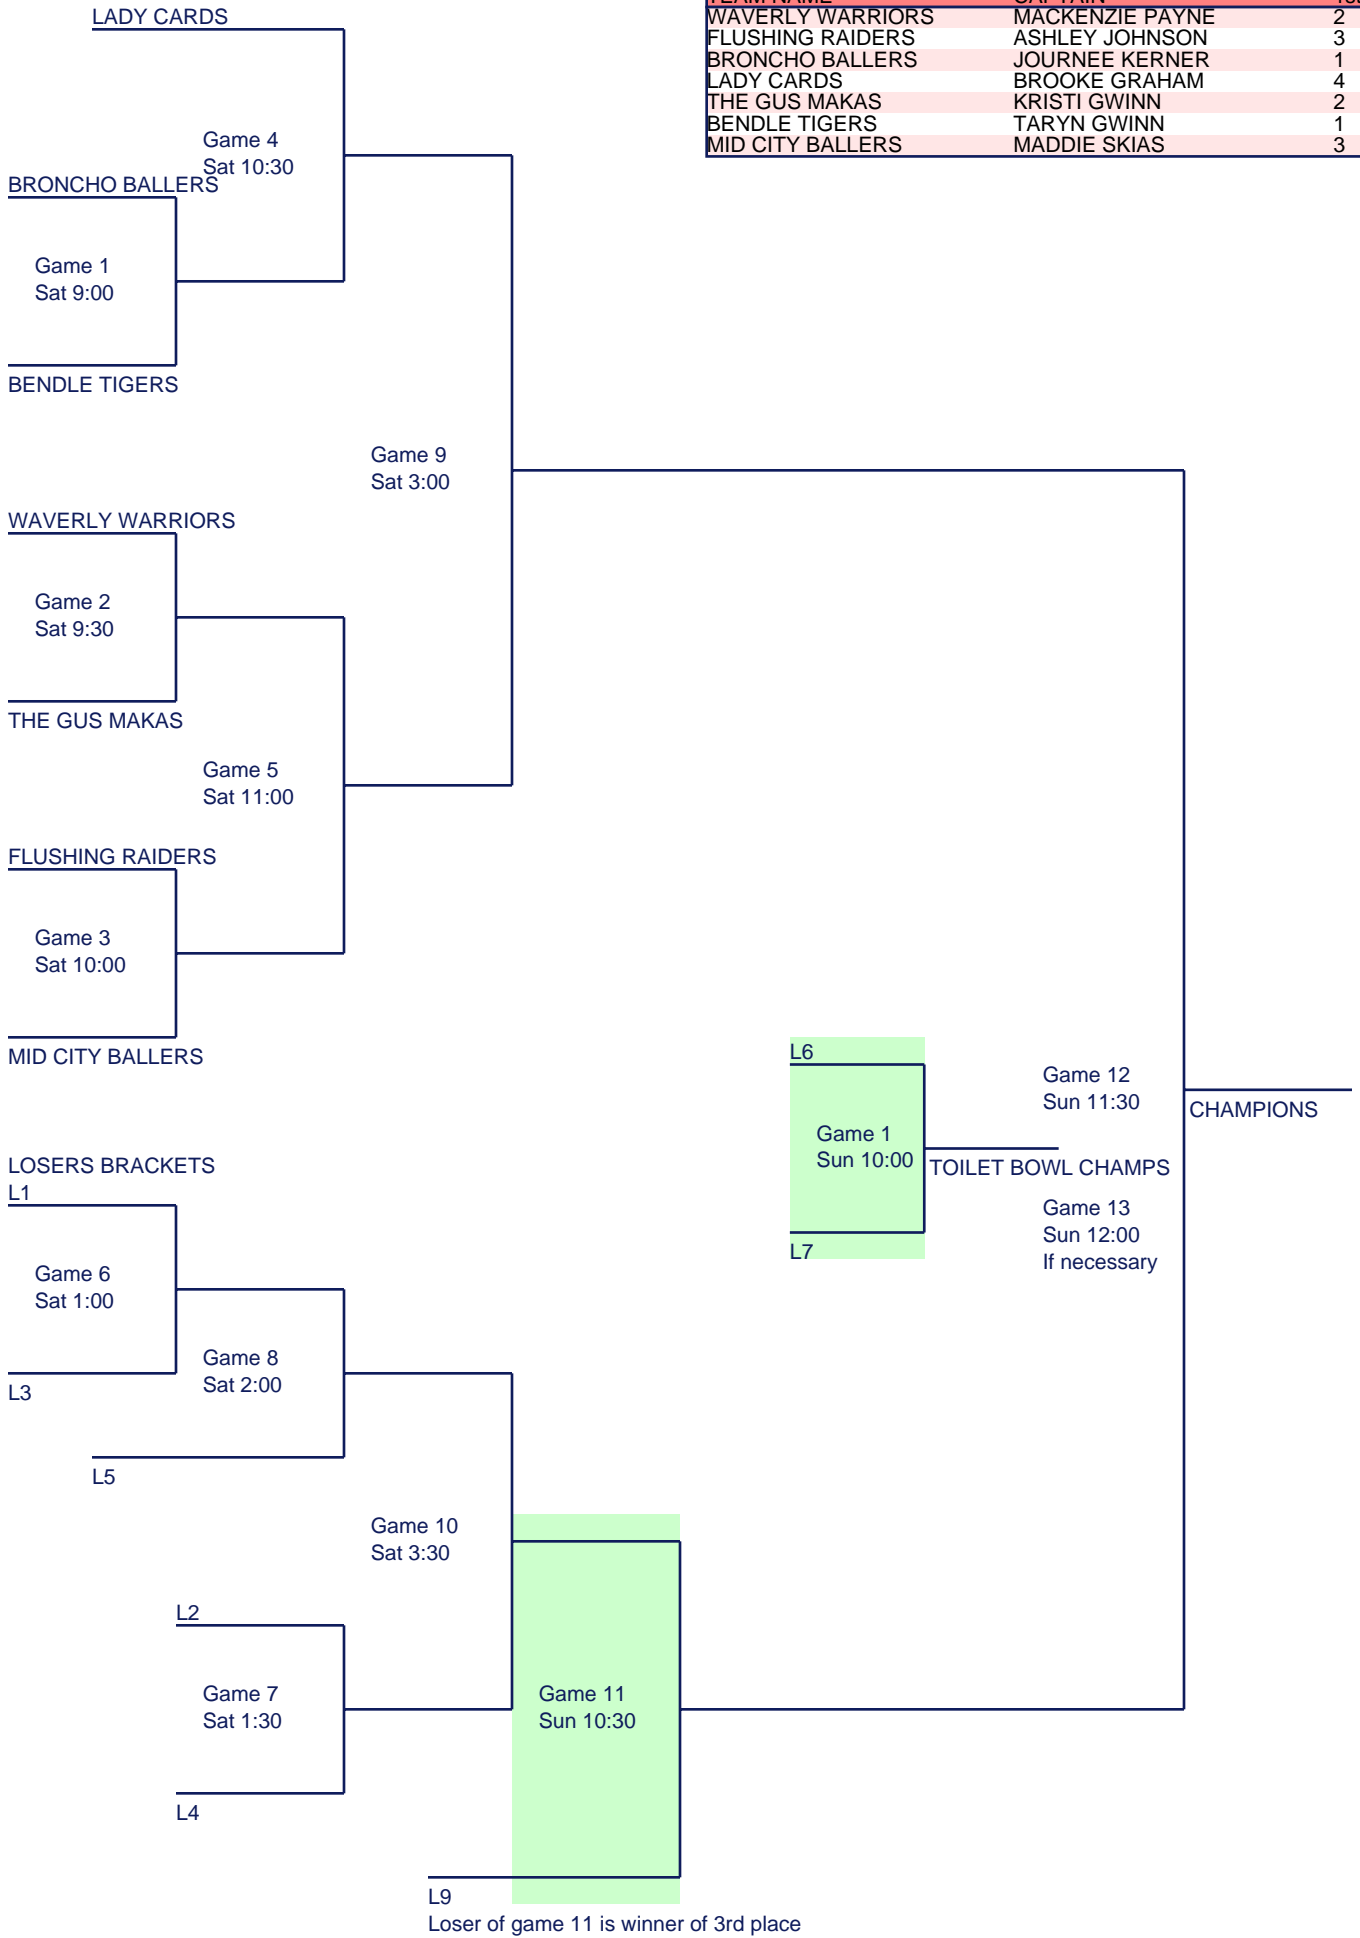 LADY CARDS
TEAM NAME CAPTAIN
WAVERLY WARRIORS MACKENZIE PAYNE 2
FLUSHING RAIDERS ASHLEY JOHNSON 3
BRONCHO BALLERS JOURNEE KERNER 1
LADY CARDS BROOKE GRAHAM 4
THE GUS MAKAS KRISTI GWINN 2
BENDLE TIGERS TARYN GWINN 1
MID CITY BALLERS MADDIE SKIAS 3
Game 4
Sat 10:30
BRONCHO BALLERS
Game 1
Sat 9:00
BENDLE TIGERS
Game 9
Sat 3:00
WAVERLY WARRIORS
Game 2
Sat 9:30
THE GUS MAKAS
Game 5
Sat 11:00
FLUSHING RAIDERS
Game 3
Sat 10:00
MID CITY BALLERS
L6
Game 12
Sun 11:30
CHAMPIONS
Game 1
Sun 10:00
TOILET BOWL CHAMPS
Game 13
Sun 12:00
If necessary
L7
LOSERS BRACKETS
L1
Game 6
Sat 1:00
L3
Game 8
Sat 2:00
L5
Game 10
Sat 3:30
L2
Game 7
Sat 1:30
L4
Game 11
Sun 10:30
L9
Loser of game 11 is winner of 3rd place